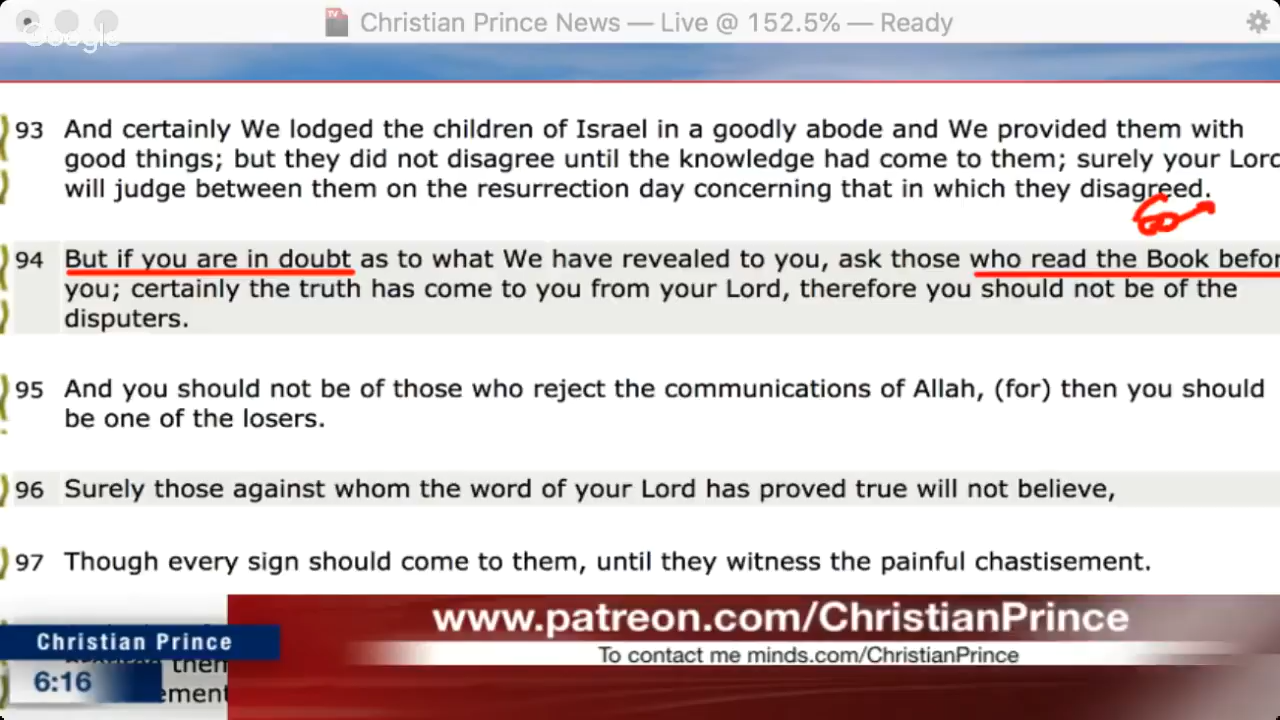 Christian Prince News — Live @ 152.5% — Ready
Google
93 And certainly We lodged the children of Israel in a goodly abode and We provided them with
good things; but they did not disagree until the knowledge had come to them; surely your Lord
will judge between them on the resurrection day concerning that in which they disagreed.
94 But if you are in doubt as to what We have revealed to you, ask those who read the Book befor
you; certainly the truth has come to you from your Lord, therefore you should not be of the
disputers.
95 And you should not be of those who reject the communications of Allah, (for) then you should
be one of the losers.
96 Surely those against whom the word of your Lord has proved true will not believe,
97 Though every sign should come to them, until they witness the painful chastisement.
www.patreon.com/ChristianPrince
Christian Prince
To contact me minds.com/ChristianPrince
them
6:16
ement